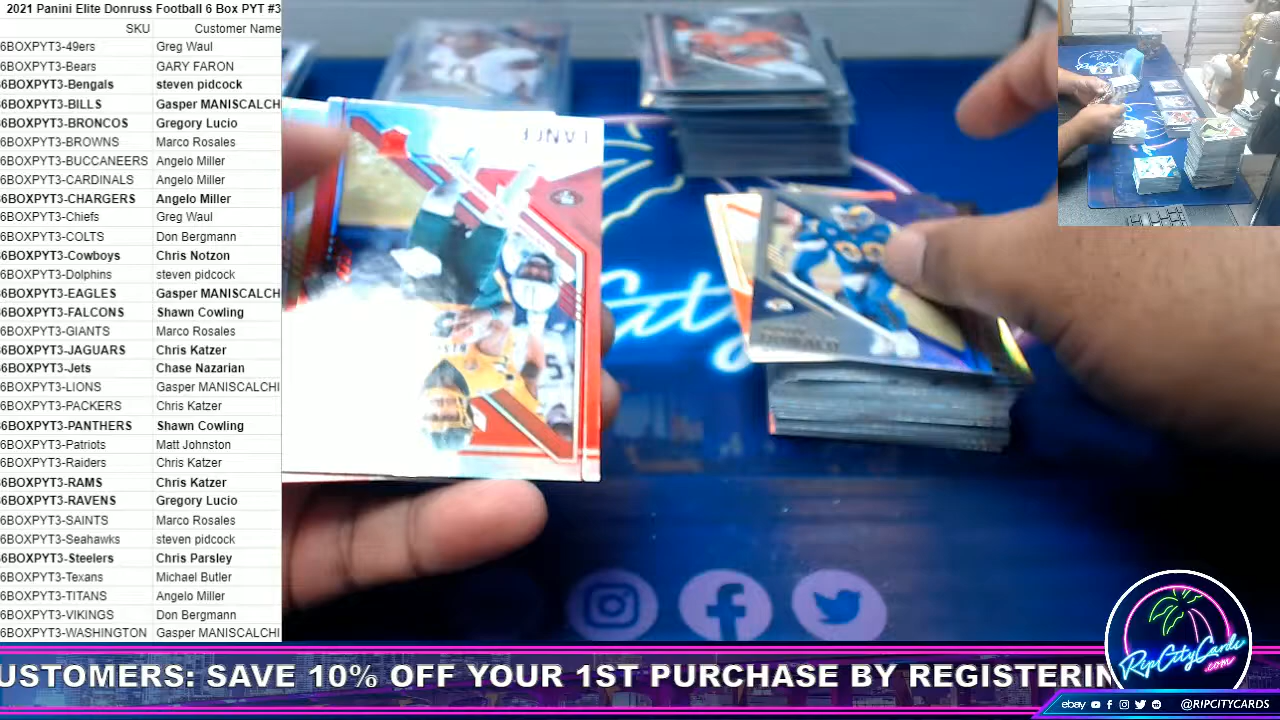 2021 Panini Elite Donruss Football 6 Box PYT #3
SKU Customer Name
6BOXPYT3-49ers Greg Waul
6BOXPYT3-Bears GARY FARON
6BOXPYT3-Bengals steven pidcock
6BOXPYT3-BILLS Gasper MANISCALCH
6BOXPYT3-BRONCOS Gregory Lucio
6BOXPYT3-BROWNS Marco Rosales
6BOXPYT3-BUCCANEERS Angelo Miller
6BOXPYT3-CARDINALS Angelo Miller
6BOXPYT3-CHARGERS Angelo Miller
6BOXPYT3-Chiefs Greg Waul
6BOXPYT3-COLTS Don Bergmann
6BOXPYT3-Cowboys Chris Notzon
6BOXPYT3-Dolphins steven pidcock
6BOXPYT3-EAGLES Gasper MANISCALCH
6BOXPYT3-FALCONS Shawn Cowling
6BOXPYT3-GIANTS Marco Rosales
6BOXPYT3-JAGUARS Chris Katzer
6BOXPYT3-Jets Chase Nazarian
6BOXPYT3-LIONS Gasper MANISCALCHI
6BOXPYT3-PACKERS Chris Katzer
6BOXPYT3-PANTHERS Shawn Cowling
6BOXPYT3-Patriots Matt Johnston
6BOXPYT3-Raiders Chris Katzer
6BOXPYT3-RAMS Chris Katzer
6BOXPYT3-RAVENS Gregory Lucio
6BOXPYT3-SAINTS Marco Rosales
6BOXPYT3-Seahawks steven pidcock
6BOXPYT3-Steelers Chris Parsley
6BOXPYT3-Texans Michael Butler
6BOXPYT3-TITANS Angelo Miller
6BOXPYT3-VIKINGS Don Bergmann
6BOXPYT3-WASHINGTON Gasper MANISCALCHI
LANCE
DONALD
City
USTOMERS: SAVE 10% OFF YOUR 1ST PURCHASE BY REGISTERIN
RipCityCards
.com
ebay @RIPCITYCARDS